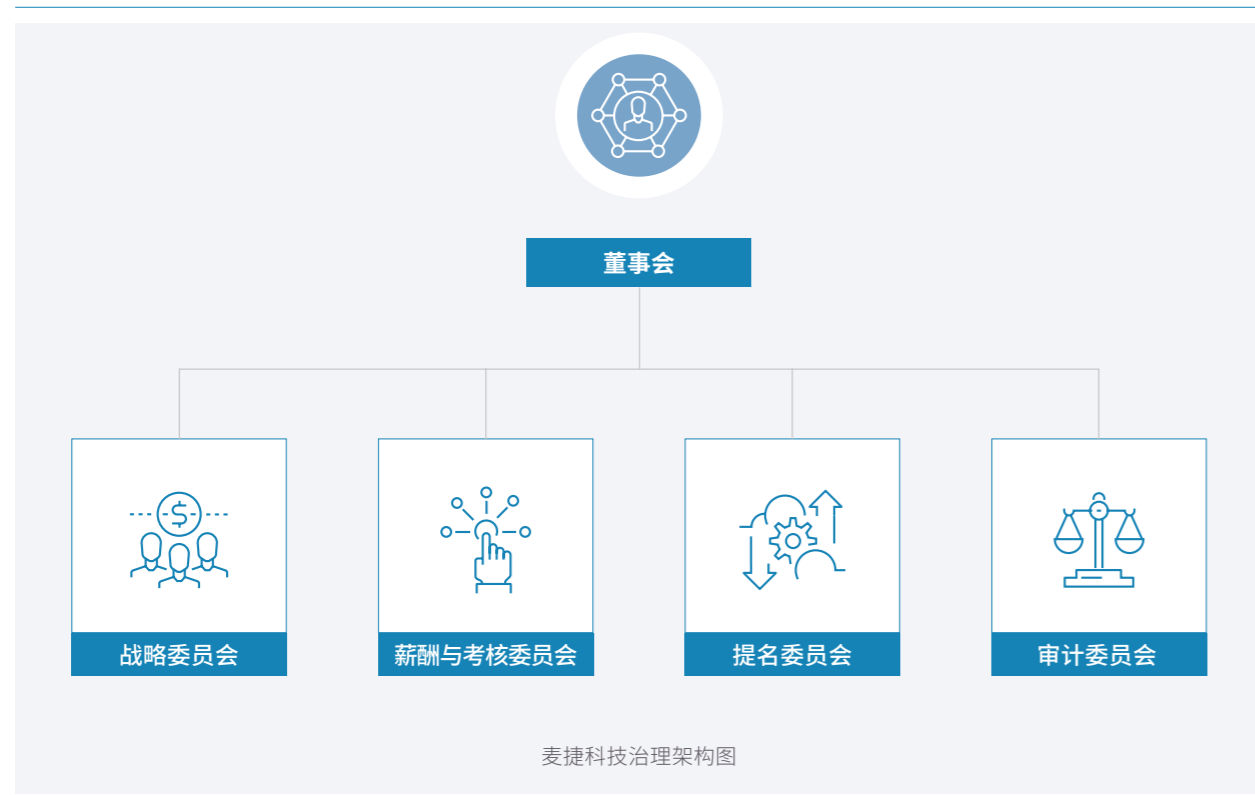 董事会
战略委员会
薪酬与考核委员会
提名委员会
审计委员会
麦捷科技治理架构图